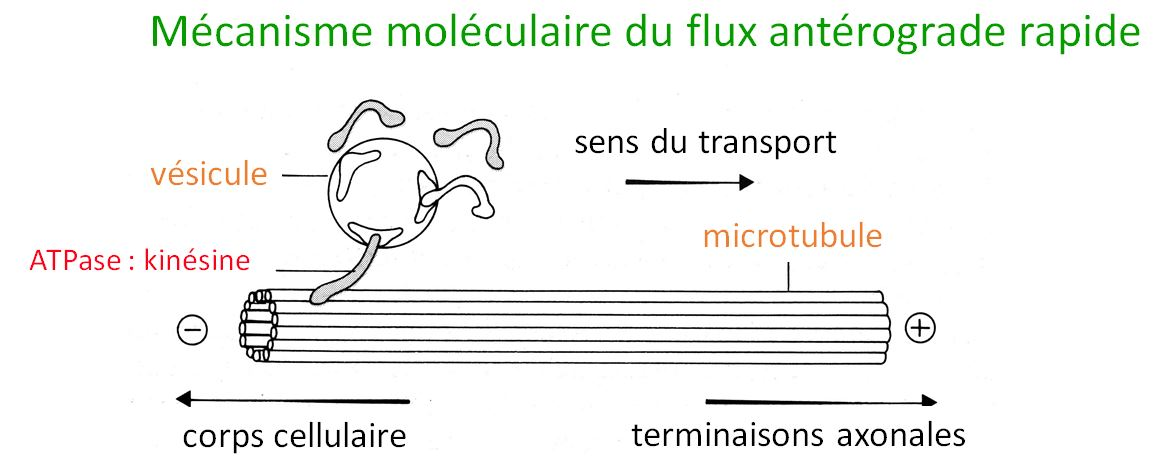 Mécanisme moléculaire du flux antérograde rapide
sens du transport
vésicule
microtubule
ATPase : kinésine
− +
corps cellulaire
terminaisons axonales